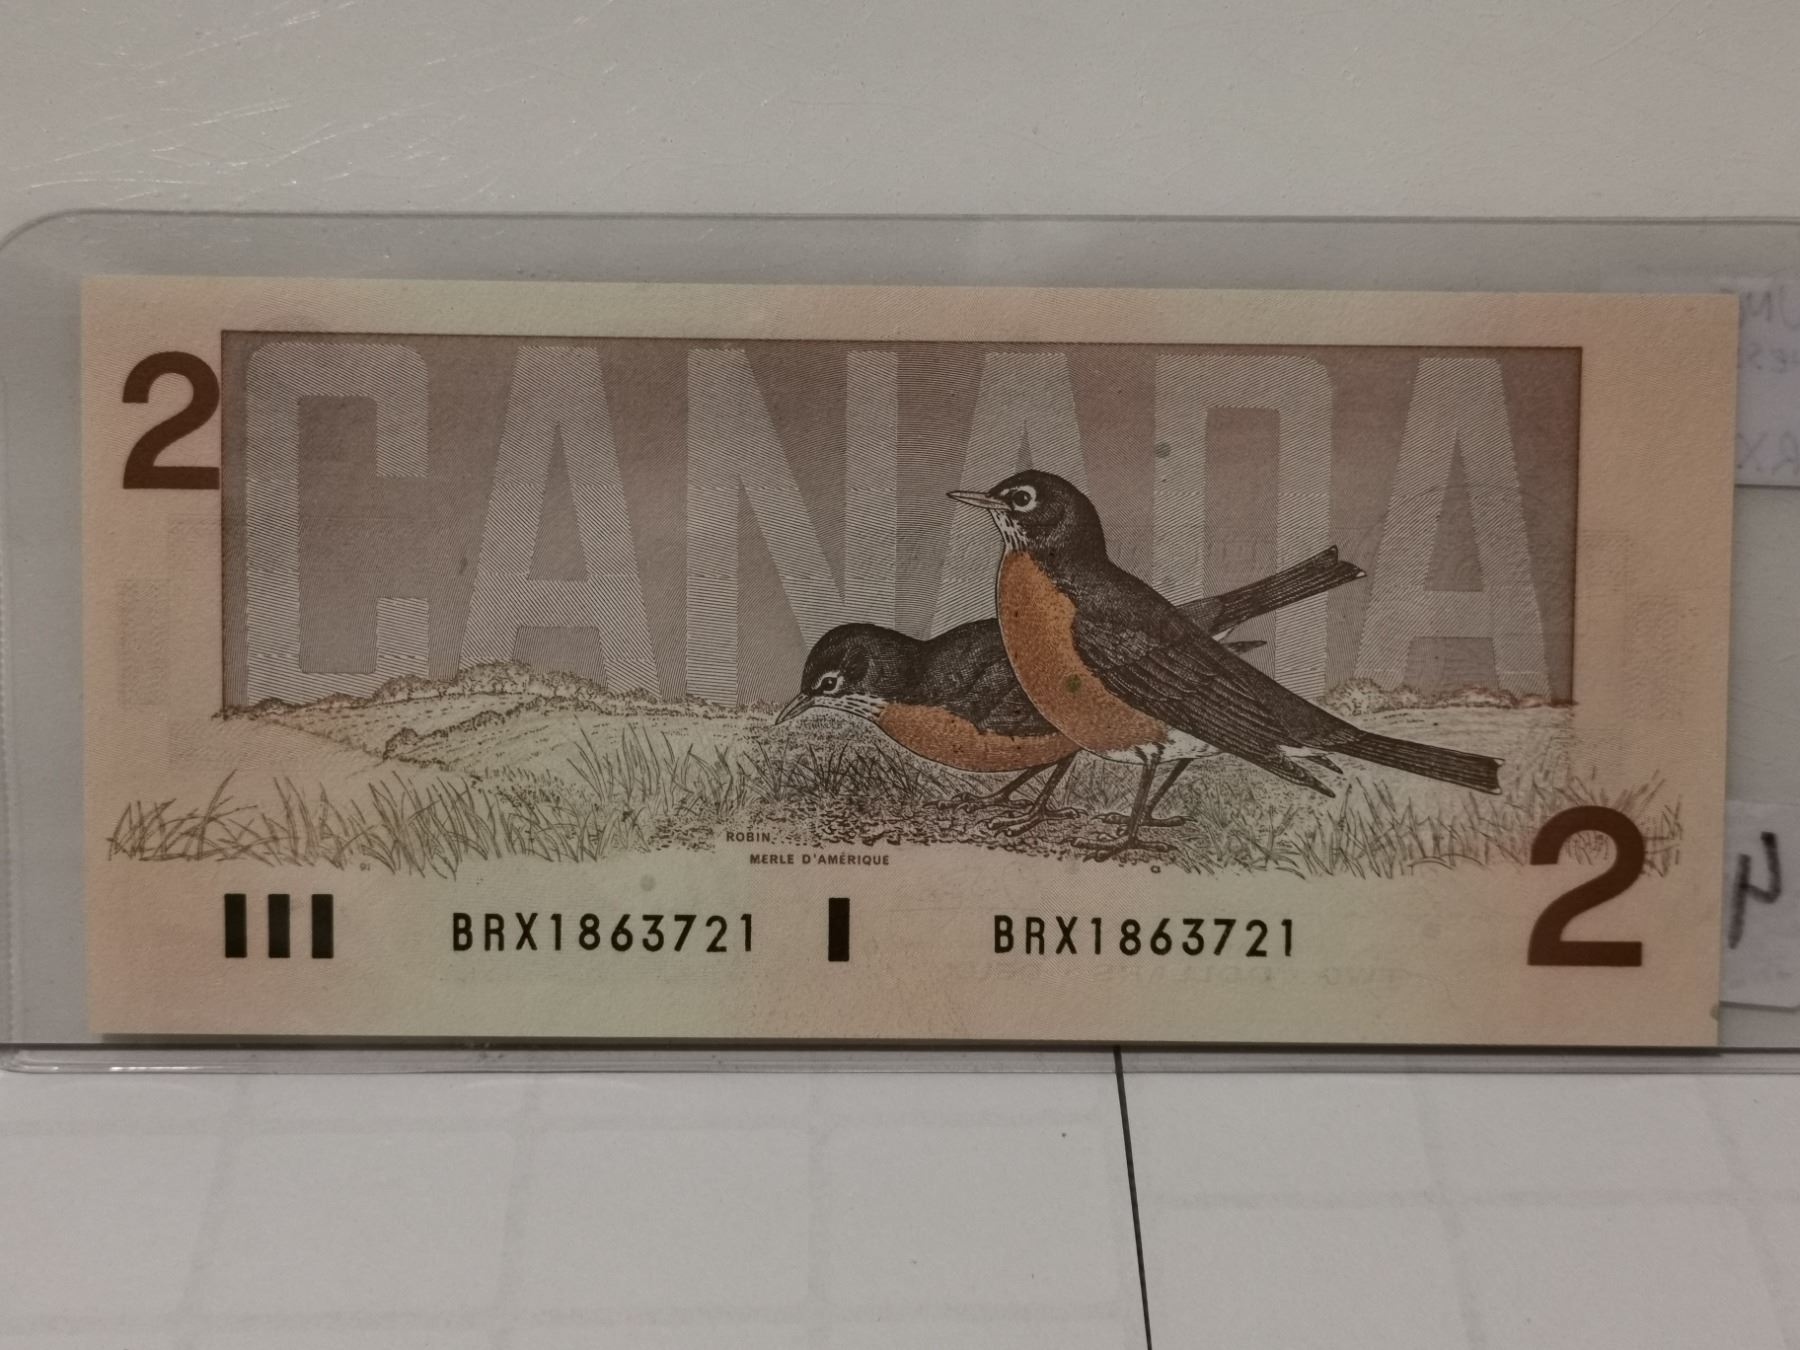 2
CANADA
ROBIN
MERLE D'AMÉRIQUE
BRX1863721 BRX1863721
2